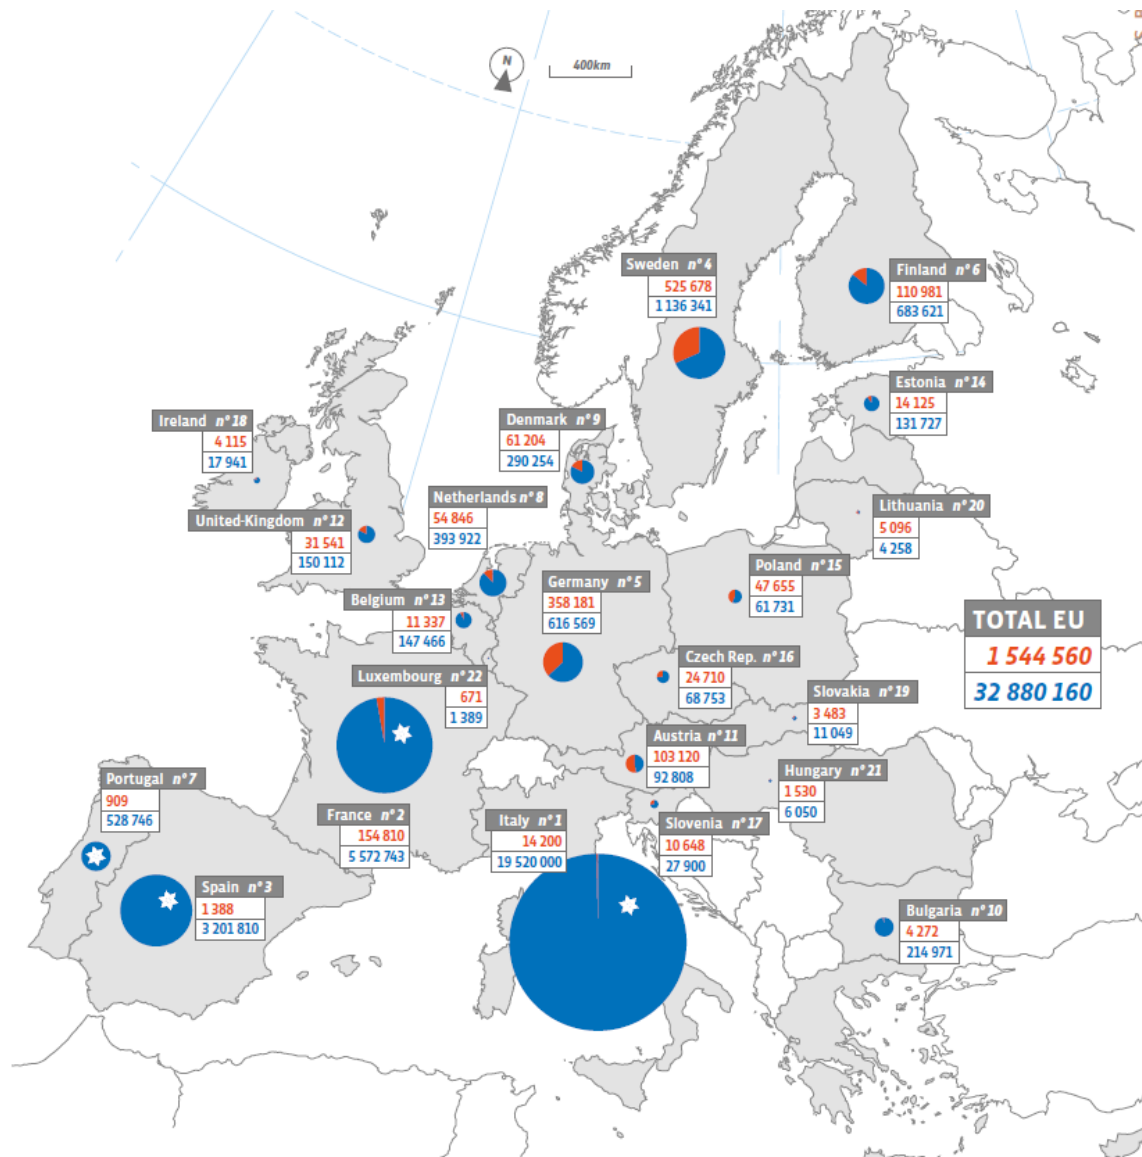 N
400km
Sweden n°4
525 678
1 136 341
Finland n°6
110 981
683 621
Estonia n°14
14 125
131 727
Ireland n°18
4 115
17 941
Denmark n°9
61 204
290 254
Netherlands n°8
54 846
393 922
Lithuania n°20
5 096
4 258
United-Kingdom n°12
31 541
150 112
Poland n°15
47 655
61 731
Germany n°5
358 181
616 569
Belgium n°13
11 337
147 466
TOTAL EU
1 544 560
32 880 160
Czech Rep. n°16
24 710
68 753
Luxembourg n°22
671
1 389
Slovakia n°19
3 483
11 049
Austria n°11
103 120
92 808
Hungary n°21
1 530
6 050
Portugal n°7
909
528 746
France n°2
154 810
5 572 743
Italy n°1
14 200
19 520 000
Slovenia n°17
10 648
27 900
Spain n°3
1 388
3 201 810
Bulgaria n°10
4 272
214 971